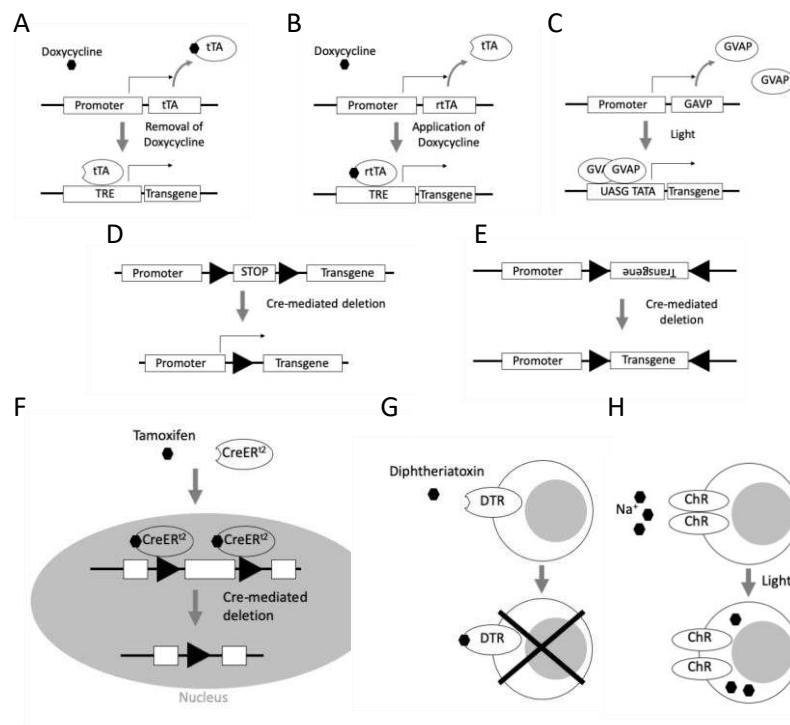 A
Doxycycline
tTA
Promoter tTA
Removal of
Doxycycline
tTA
TRE Transgene
B
Doxycycline
tTA
Promoter rtTA
Application of
Doxycycline
rtTA
TRE Transgene
C
GVAP
GVAP
Promoter GAVP
Light
GVA GVAP
UASG TATA Transgene
D
Promoter STOP Transgene
Cre-mediated deletion
Promoter Transgene
E
Promoter Transgene
Cre-mediated
deletion
Promoter Transgene
F
Tamoxifen
CreERt2
CreERt2 CreERt2
Cre-mediated
deletion
Nucleus
G
Diphtheriatoxin
DTR
DTR
H
Na+
ChR
ChR
Light
ChR
ChR